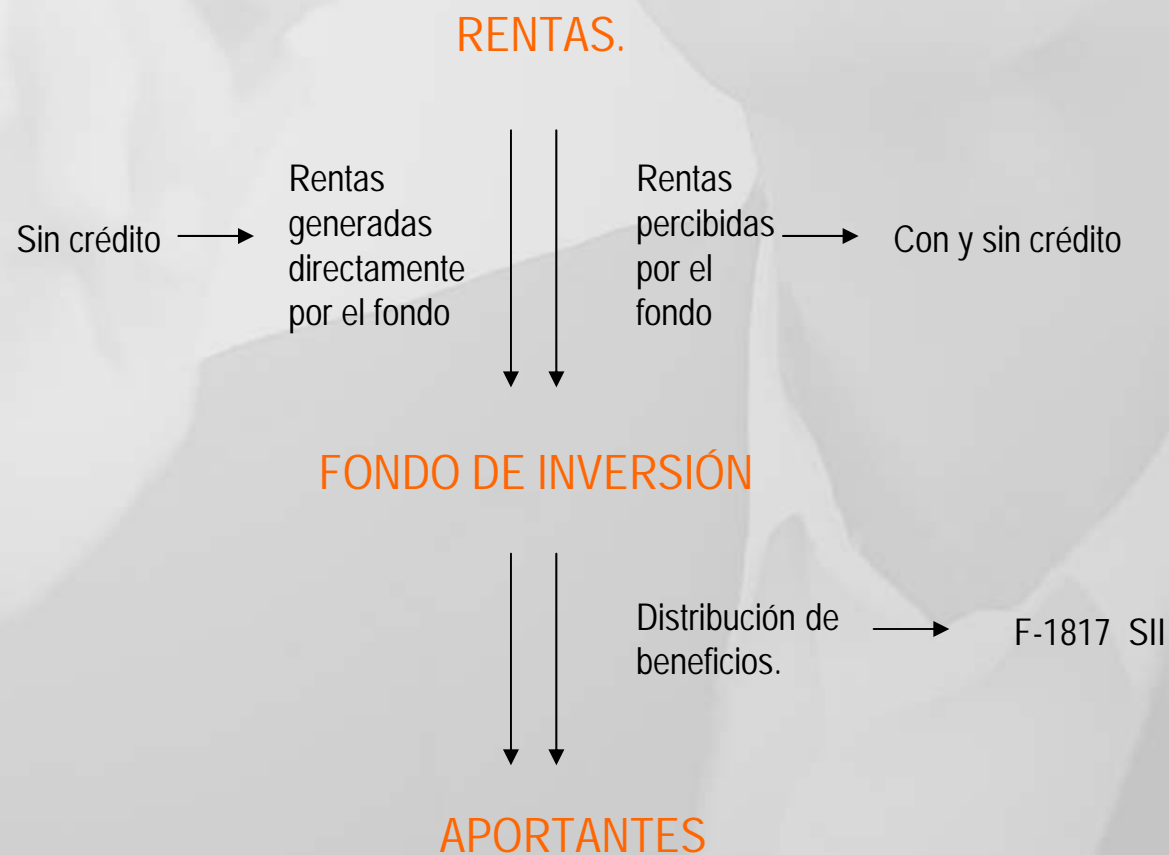 RENTAS.
Sin crédito
Rentas
generadas
directamente
por el fondo
Rentas
percibidas
por el
fondo
Con y sin crédito
FONDO DE INVERSIÓN
Distribución de
beneficios.
F-1817 SII
APORTANTES